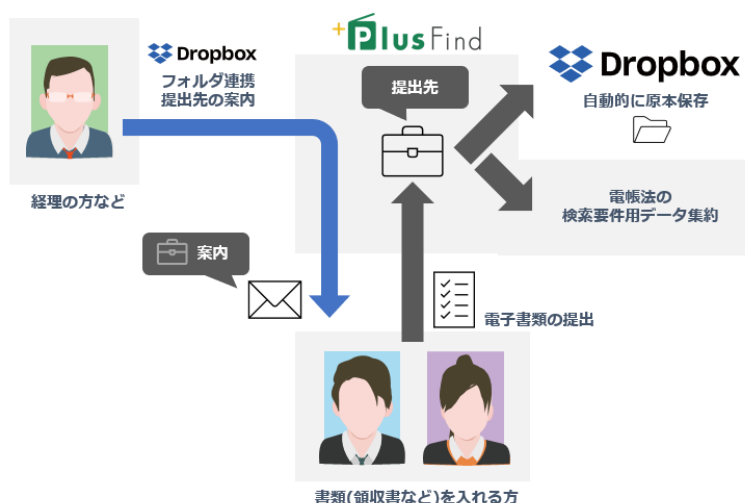 +PlusFind
Dropbox
フォルダ連携
提出先の案内
提出先
Dropbox
自動的に原本保存
経理の方など
電帳法の
検索要件用データ集約
案内
電子書類の提出
書類(領収書など)を入れる方